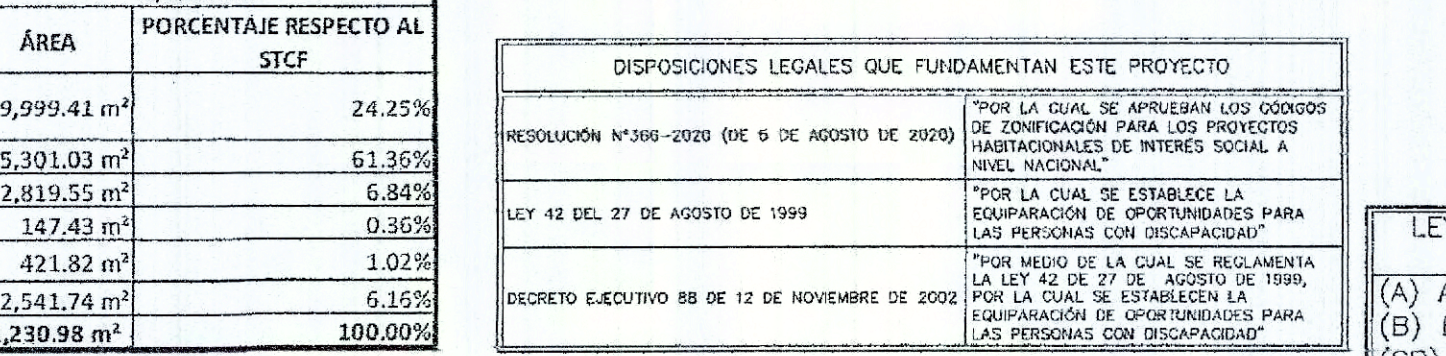 ÁREA PORCENTAJE RESPECTO AL STCF
9,999.41 m² 24.25%
5,301.03 m² 61.36%
2,819.55 m² 6.84%
147.43 m² 0.36%
421.82 m² 1.02%
2,541.74 m² 6.16%
,230.98 m² 100.00%
DISPOSICIONES LEGALES QUE FUNDAMENTAN ESTE PROYECTO
RESOLUCIÓN N°366-2020 (DE 6 DE AGOSTO DE 2020)
"POR LA CUAL SE APRUEBAN LOS CÓDIGOS
DE ZONIFICACIÓN PARA LOS PROYECTOS
HABITACIONALES DE INTERÉS SOCIAL A
NIVEL NACIONAL"
LEY 42 DEL 27 DE AGOSTO DE 1999
"POR LA CUAL SE ESTABLECE LA
EQUIPARACIÓN DE OPORTUNIDADES PARA
LAS PERSONAS CON DISCAPACIDAD"
DECRETO EJECUTIVO 88 DE 12 DE NOVIEMBRE DE 2002
"POR MEDIO DE LA CUAL SE REGLAMENTA
LA LEY 42 DE 27 DE AGOSTO DE 1999,
POR LA CUAL SE ESTABLECEN LA
EQUIPARACIÓN DE OPORTUNIDADES PARA
LAS PERSONAS CON DISCAPACIDAD"
LEY
(A) A
(B)